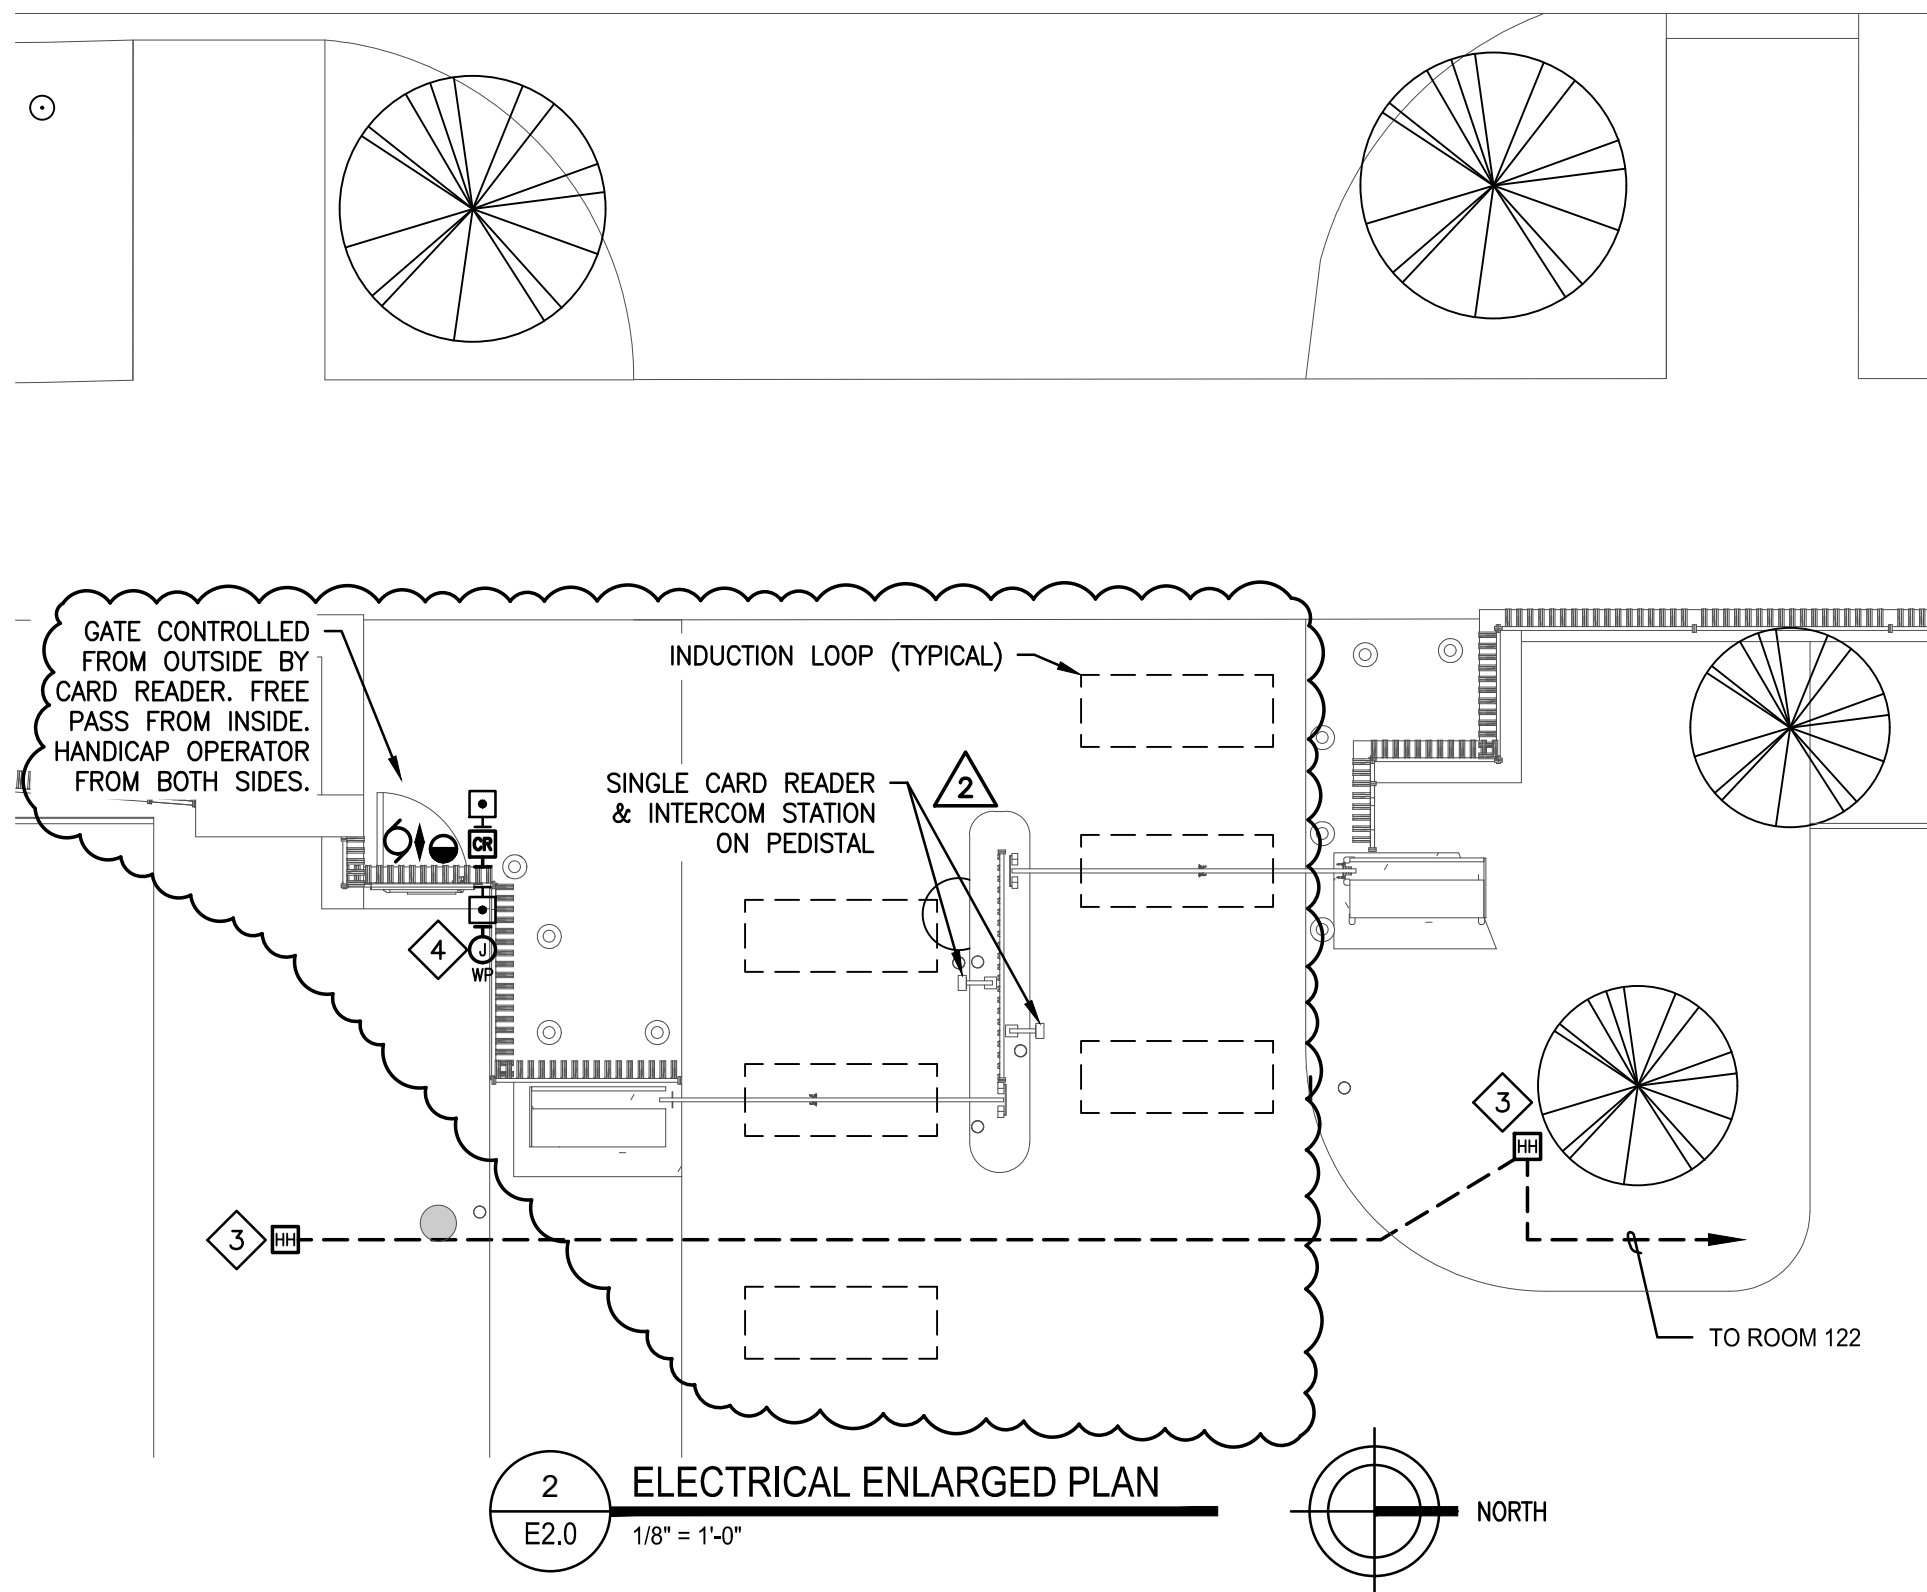 GATE CONTROLLED
FROM OUTSIDE BY
CARD READER. FREE
PASS FROM INSIDE.
HANDICAP OPERATOR
FROM BOTH SIDES.
INDUCTION LOOP (TYPICAL)
SINGLE CARD READER
& INTERCOM STATION
ON PEDISTAL
2
CR
4
J
WP
3
HH
3
HH
TO ROOM 122
2
E2.0
ELECTRICAL ENLARGED PLAN
1/8" = 1'-0"
NORTH